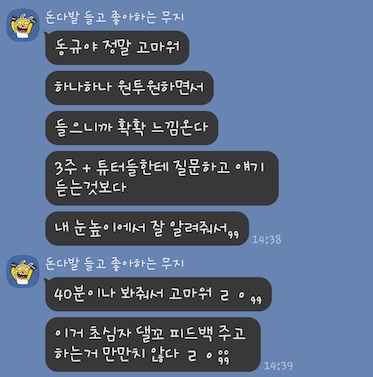 돈다발 들고 좋아하는 무지
동규야 정말 고마워
하나하나 원투원하면서
들으니까 확확 느낌온다
3주 + 튜터들한테 질문하고 얘기
듣는것보다
내 눈높이에서 잘 알려줘서,,
14:38
돈다발 들고 좋아하는 무지
40분이나 봐줘서 고마워 ㄹㅇ,,
이거 초심자 댈꼬 피드백 주고
하는거 만만치 않다 ㄹㅇ;;
14:39